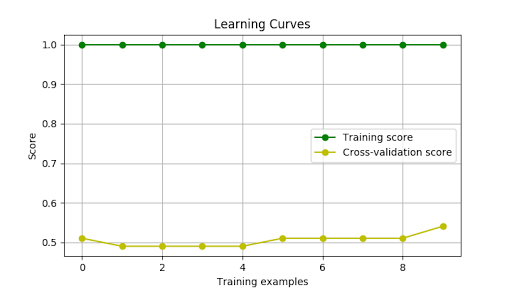 Learning Curves
1.0
0.9
0.8
0.7
0.6
0.5
Score
Training score
Cross-validation score
0 2 4 6 8
Training examples